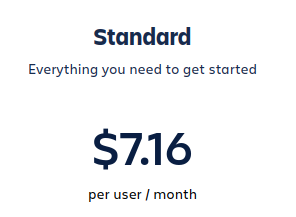 Standard
Everything you need to get started
$7.16
per user / month